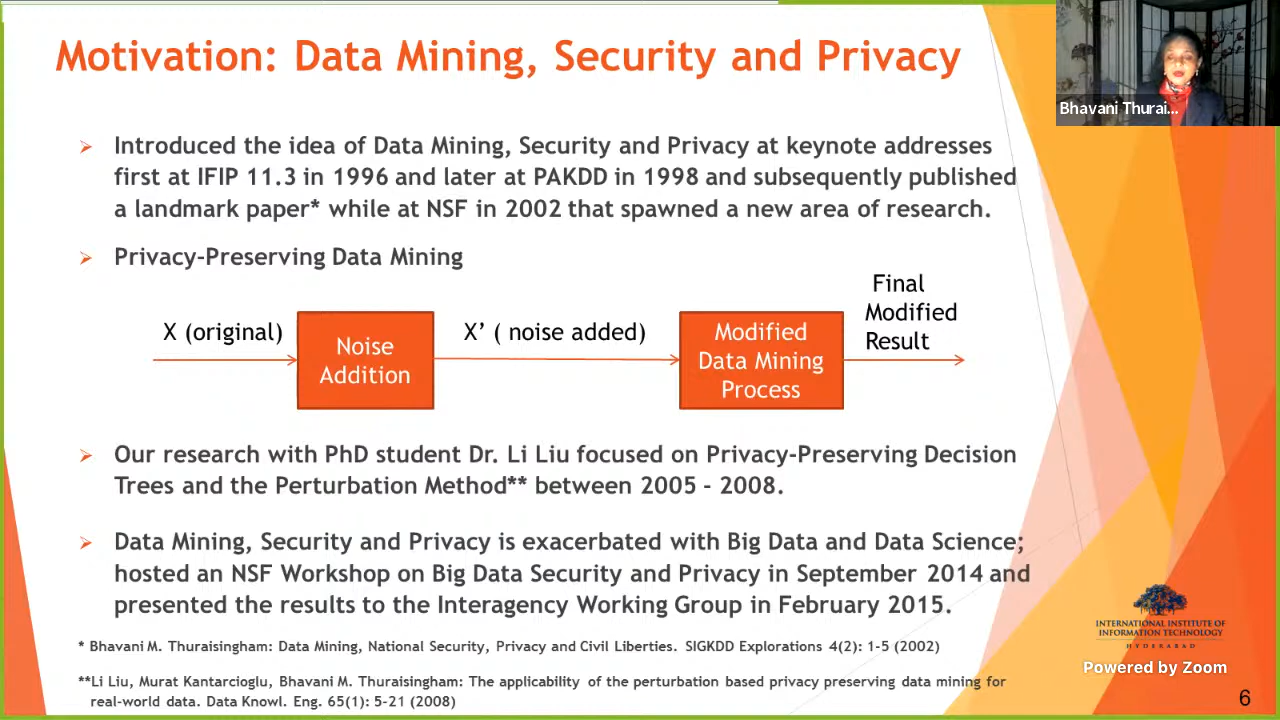 Motivation: Data Mining, Security and Privacy
Bhavani Thurai...
Introduced the idea of Data Mining, Security and Privacy at keynote addresses
first at IFIP 11.3 in 1996 and later at PAKDD in 1998 and subsequently published
a landmark paper* while at NSF in 2002 that spawned a new area of research.
Privacy-Preserving Data Mining
X (original)
Noise
Addition
X’ ( noise added)
Modified
Data Mining
Process
Final
Modified
Result
Our research with PhD student Dr. Li Liu focused on Privacy-Preserving Decision
Trees and the Perturbation Method** between 2005 - 2008.
Data Mining, Security and Privacy is exacerbated with Big Data and Data Science;
hosted an NSF Workshop on Big Data Security and Privacy in September 2014 and
presented the results to the Interagency Working Group in February 2015.
* Bhavani M. Thuraisingham: Data Mining, National Security, Privacy and Civil Liberties. SIGKDD Explorations 4(2): 1-5 (2002)
**Li Liu, Murat Kantarcioglu, Bhavani M. Thuraisingham: The applicability of the perturbation based privacy preserving data mining for
real-world data. Data Knowl. Eng. 65(1): 5-21 (2008)
INTERNATIONAL INSTITUTE OF
INFORMATION TECHNOLOGY
HYDERABAD
Powered by Zoom
6